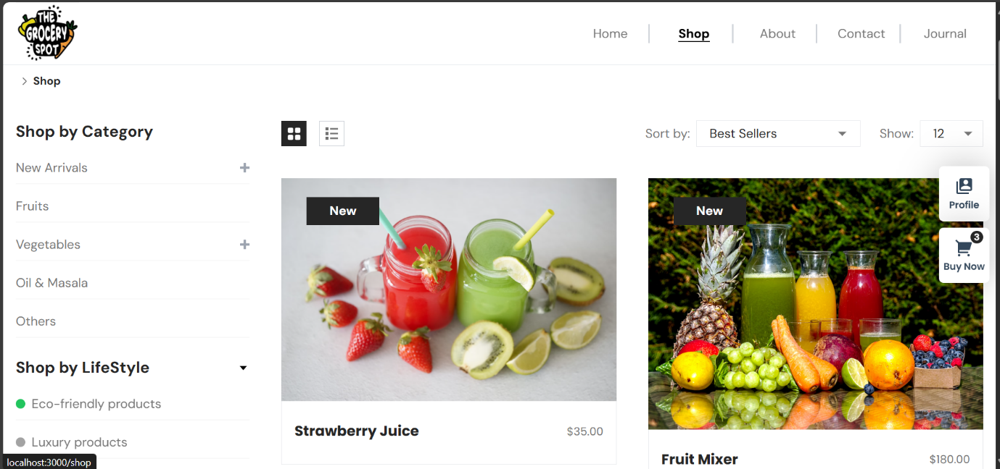 THE
GROCERY
SPOT
Home
Shop
About
Contact
Journal
Shop
Shop by Category
New Arrivals
Fruits
Vegetables
Oil & Masala
Others
Shop by LifeStyle
Eco-friendly products
Luxury products
localhost:3000/shop
Sort by: Best Sellers
Show: 12
New
Strawberry Juice $35.00
New
Fruit Mixer $180.00
Profile
3
Buy Now